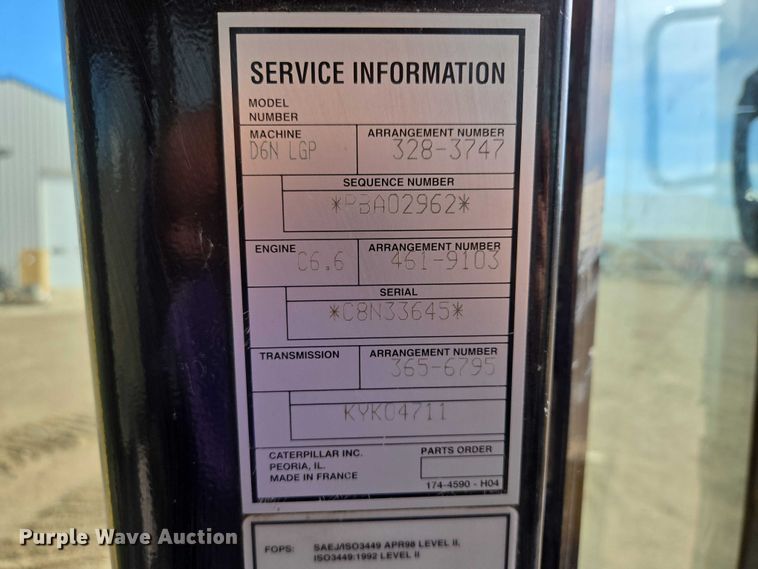 SERVICE INFORMATION
MODEL
NUMBER
MACHINE ARRANGEMENT NUMBER
D6N LGP 328-3747
SEQUENCE NUMBER
*PBA02962*
ENGINE ARRANGEMENT NUMBER
C6.6 461-9103
SERIAL
*C8N33645*
TRANSMISSION ARRANGEMENT NUMBER
365-6795
KYK04711
CATERPILLAR INC. PARTS ORDER
PEORIA, IL.
MADE IN FRANCE
174-4590 - H04
FOPS: SAEJ/ISO3449 APR98 LEVEL II,
ISO3449:1992 LEVEL II
Purple Wave Auction